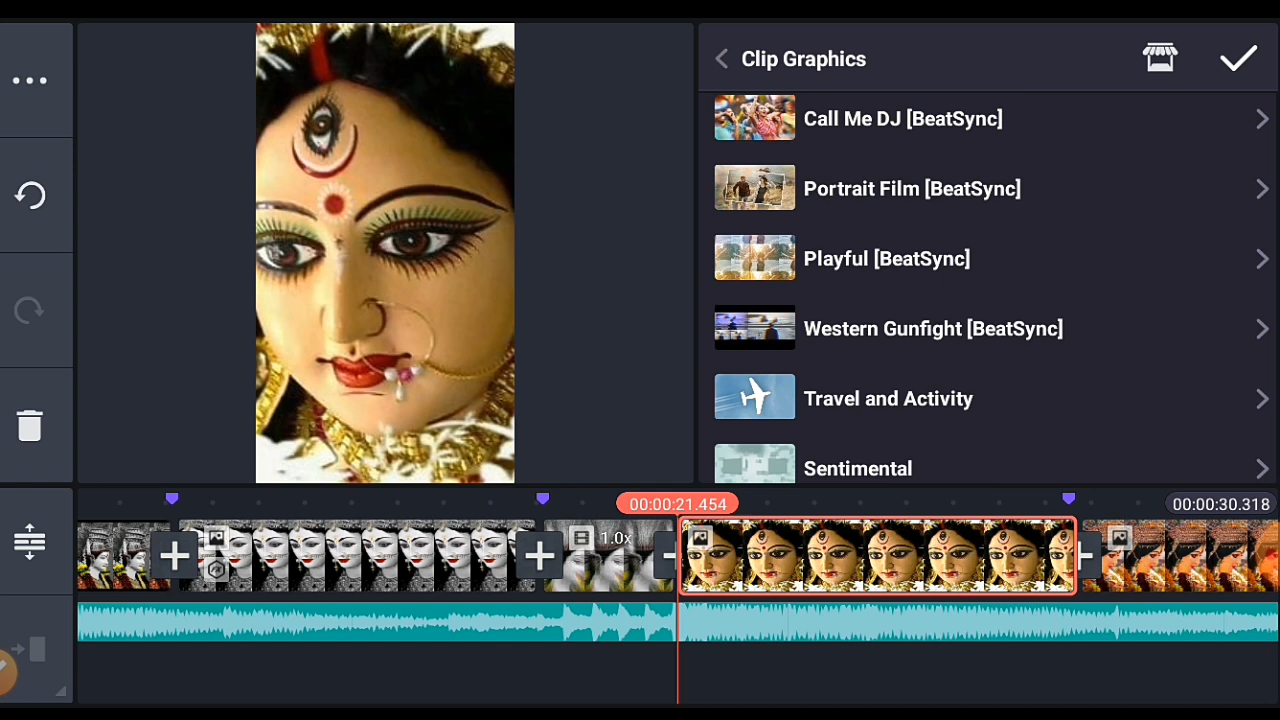 Clip Graphics
Call Me DJ [BeatSync]
Portrait Film [BeatSync]
Playful [BeatSync]
Western Gunfight [BeatSync]
Travel and Activity
Sentimental
00:00:21.454
00:00:30.318
1.0x